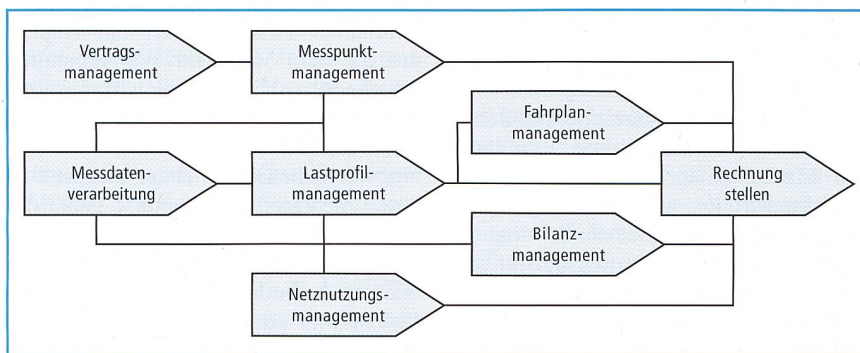 Vertrags-
management
Messpunkt-
management
Fahrplan-
management
Messdaten-
verarbeitung
Lastprofil-
management
Rechnung
stellen
Bilanz-
management
Netznutzungs-
management